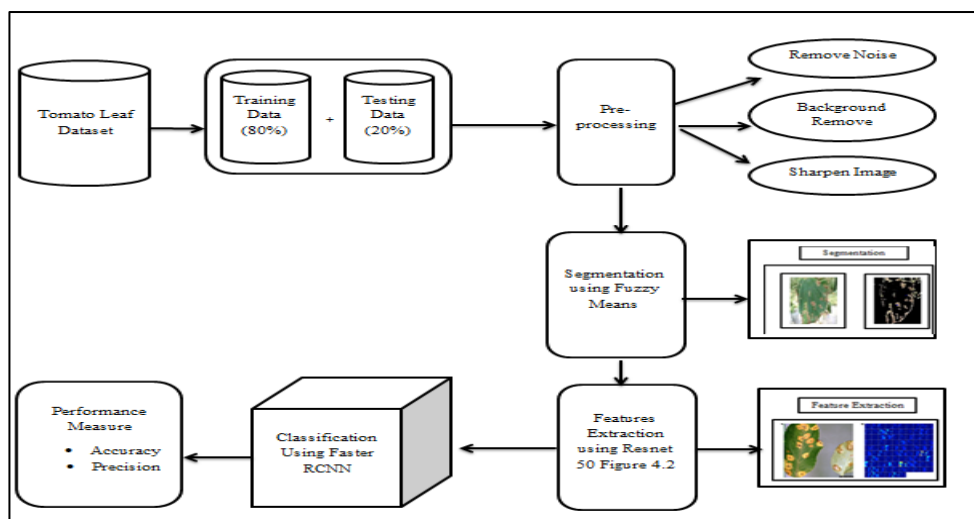 Tomato Leaf
Dataset
Training
Data
(80%)
+
Testing
Data
(20%)
Pre-
processing
Remove Noise
Background
Remove
Sharpen Image
Segmentation
using Fuzzy
Means
Segmentation
Performance
Measure
• Accuracy
• Precision
Classification
Using Faster
RCNN
Features
Extraction
using Resnet
50 Figure 4.2
Feature Extraction